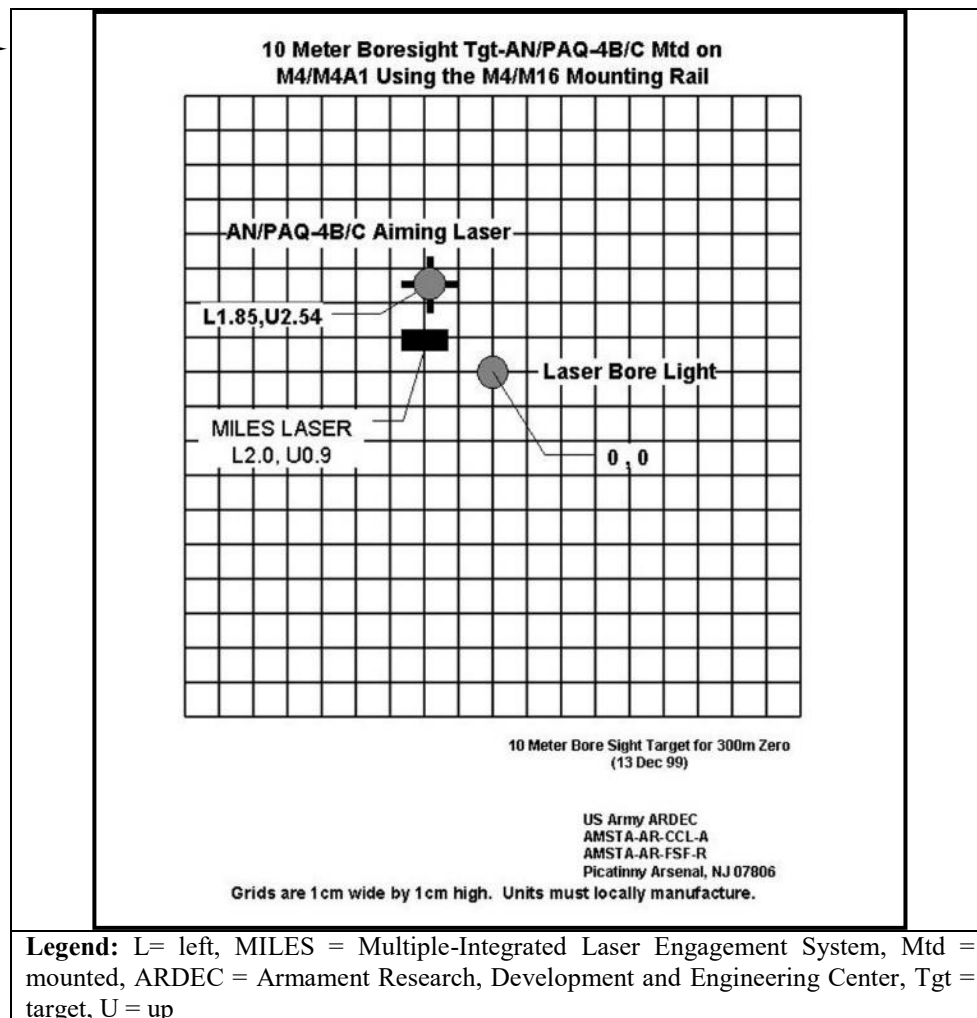 10 Meter Boresight Tgt-AN/PAQ-4B/C Mtd on
M4/M4A1 Using the M4/M16 Mounting Rail
AN/PAQ-4B/C Aiming Laser
L1.85,U2.54
Laser Bore Light
MILES LASER
L2.0, U0.9
0 , 0
10 Meter Bore Sight Target for 300m Zero
(13 Dec 99)
US Army ARDEC
AMSTA-AR-CCL-A
AMSTA-AR-FSF-R
Picatinny Arsenal, NJ 07806
Grids are 1cm wide by 1cm high. Units must locally manufacture.
Legend: L= left, MILES = Multiple-Integrated Laser Engagement System, Mtd =
mounted, ARDEC = Armament Research, Development and Engineering Center, Tgt =
target, U = up